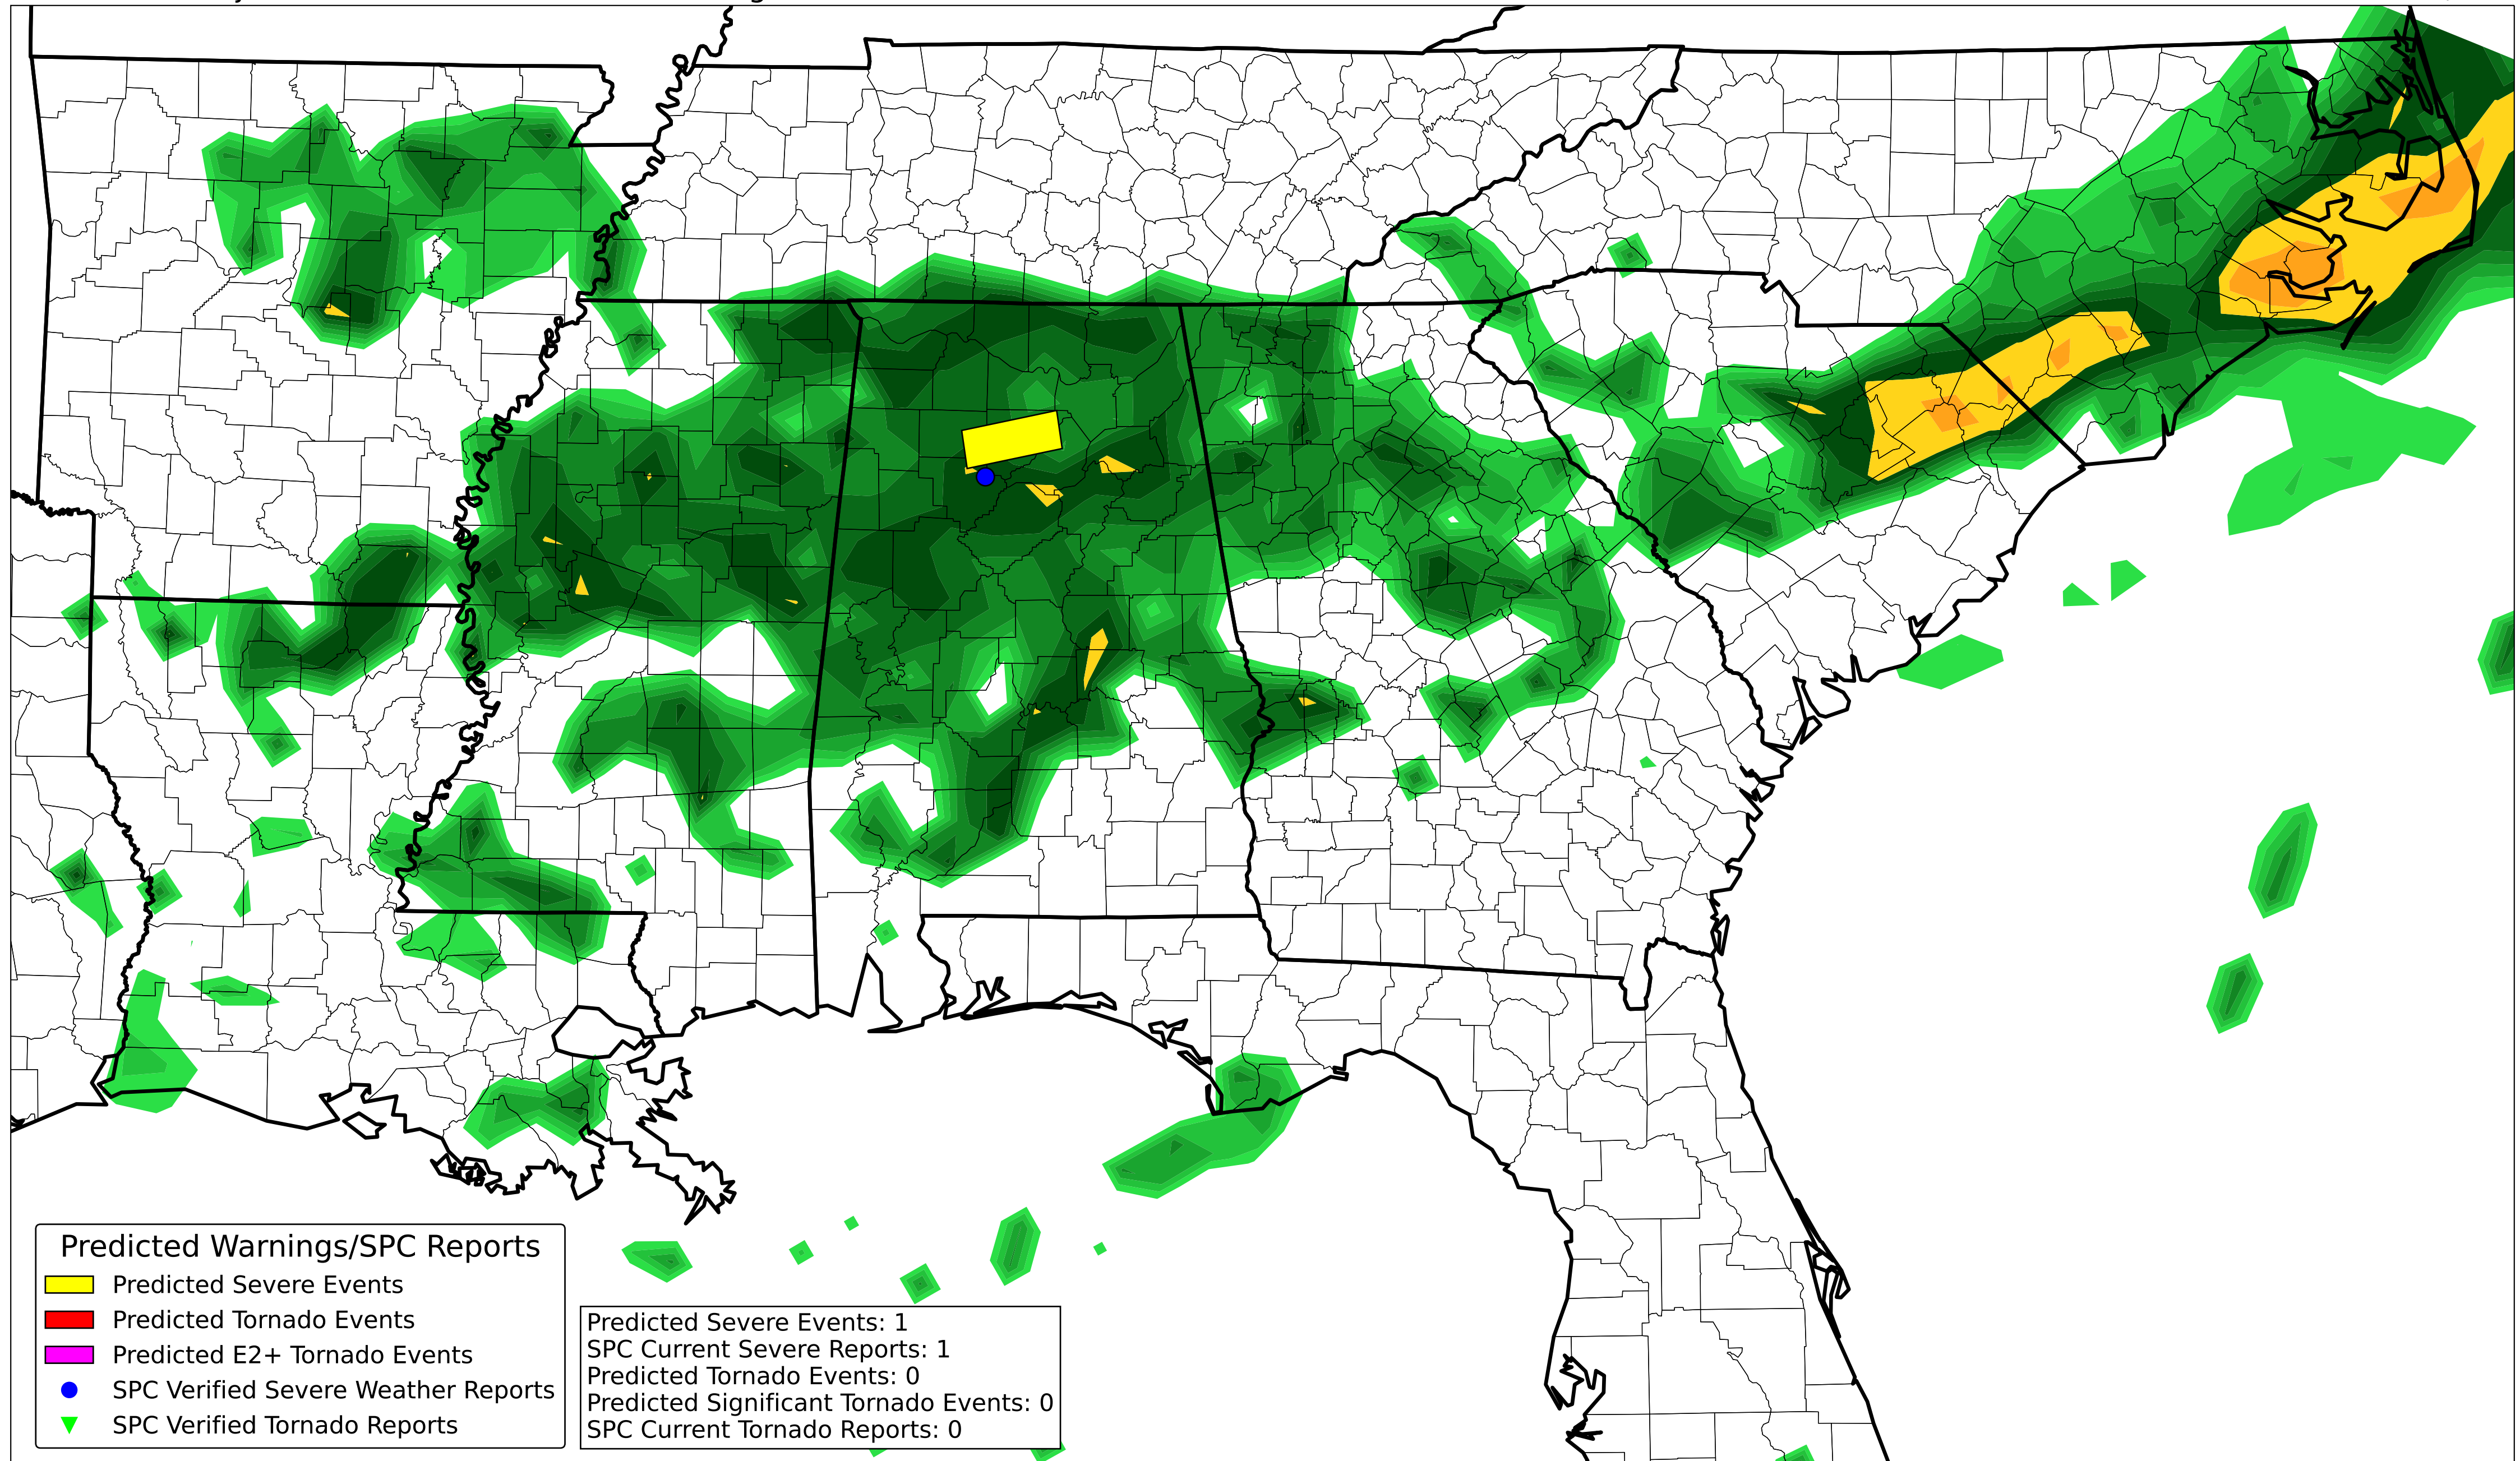 Predicted Warnings/SPC Reports
Predicted Severe Events
Predicted Tornado Events
Predicted E2+ Tornado Events
SPC Verified Severe Weather Reports
SPC Verified Tornado Reports
Predicted Severe Events: 1
SPC Current Severe Reports: 1
Predicted Tornado Events: 0
Predicted Significant Tornado Events: 0
SPC Current Tornado Reports: 0